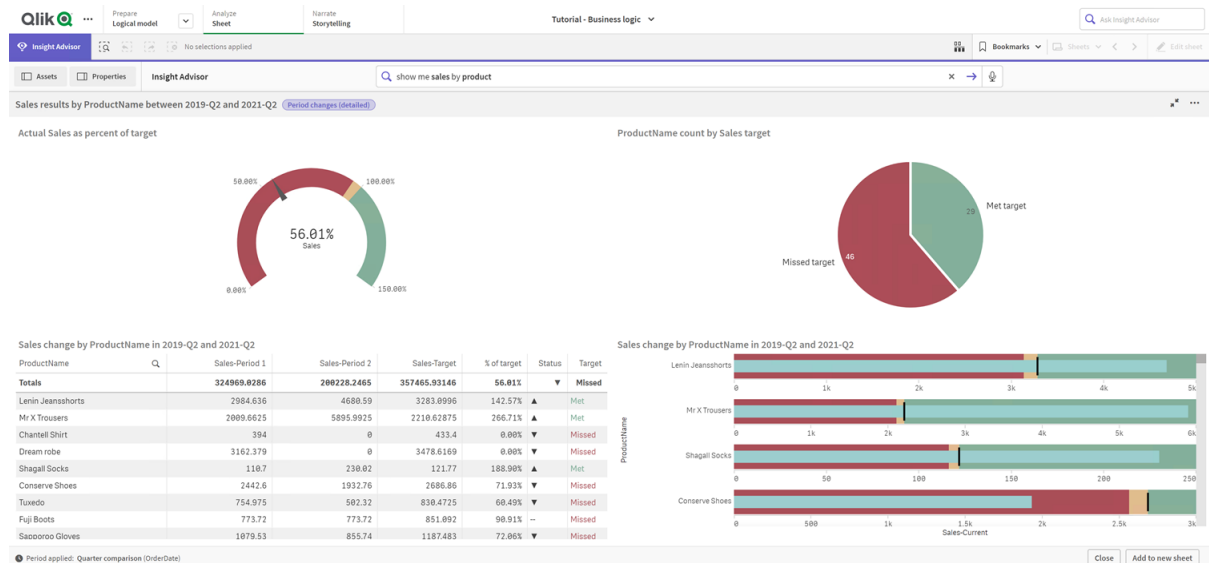 Qlik ... Prepare Logical model Analyze Sheet Narrate Storytelling Tutorial - Business logic Ask Insight Advisor
Insight Advisor No selections applied Bookmarks Sheets Edit sheet
Assets Properties Insight Advisor show me sales by product
Sales results by ProductName between 2019-Q2 and 2021-Q2 Period changes (detailed)
Actual Sales as percent of target
0.00%
50.00%
100.00%
150.00%
56.01%
Sales
ProductName count by Sales target
Met target
Missed target 46
Sales change by ProductName in 2019-Q2 and 2021-Q2
ProductName Sales-Period 1 Sales-Period 2 Sales-Target % of target Status Target
Totals 324969.0286 200228.2465 357465.93146 56.01% ▼ Missed
Lenin Jeansshorts 2984.636 4680.59 3283.0996 142.57% ▲ Met
Mr X Trousers 2009.6625 5895.9925 2210.62875 266.71% ▲ Met
Chantell Shirt 394 0 433.4 0.00% ▼ Missed
Dream robe 3162.379 0 3478.6169 0.00% ▼ Missed
Shagall Socks 110.7 230.02 121.77 188.90% ▲ Met
Conserve Shoes 2442.6 1932.76 2686.86 71.93% ▼ Missed
Tuxedo 754.975 502.32 830.4725 60.49% ▼ Missed
Fuji Boots 773.72 773.72 851.092 90.91% -- Missed
Sapporoo Gloves 1079.53 855.74 1187.483 72.06% ▼ Missed
Sales change by ProductName in 2019-Q2 and 2021-Q2
ProductName
Lenin Jeansshorts
0 1k 2k 3k 4k 5k
Mr X Trousers
0 1k 2k 3k 4k 5k 6k
Shagall Socks
0 50 100 150 200 250
Conserve Shoes
0 500 1k 1.5k 2k 2.5k 3k
Sales-Current
Period applied: Quarter comparison (OrderDate) Close Add to new sheet